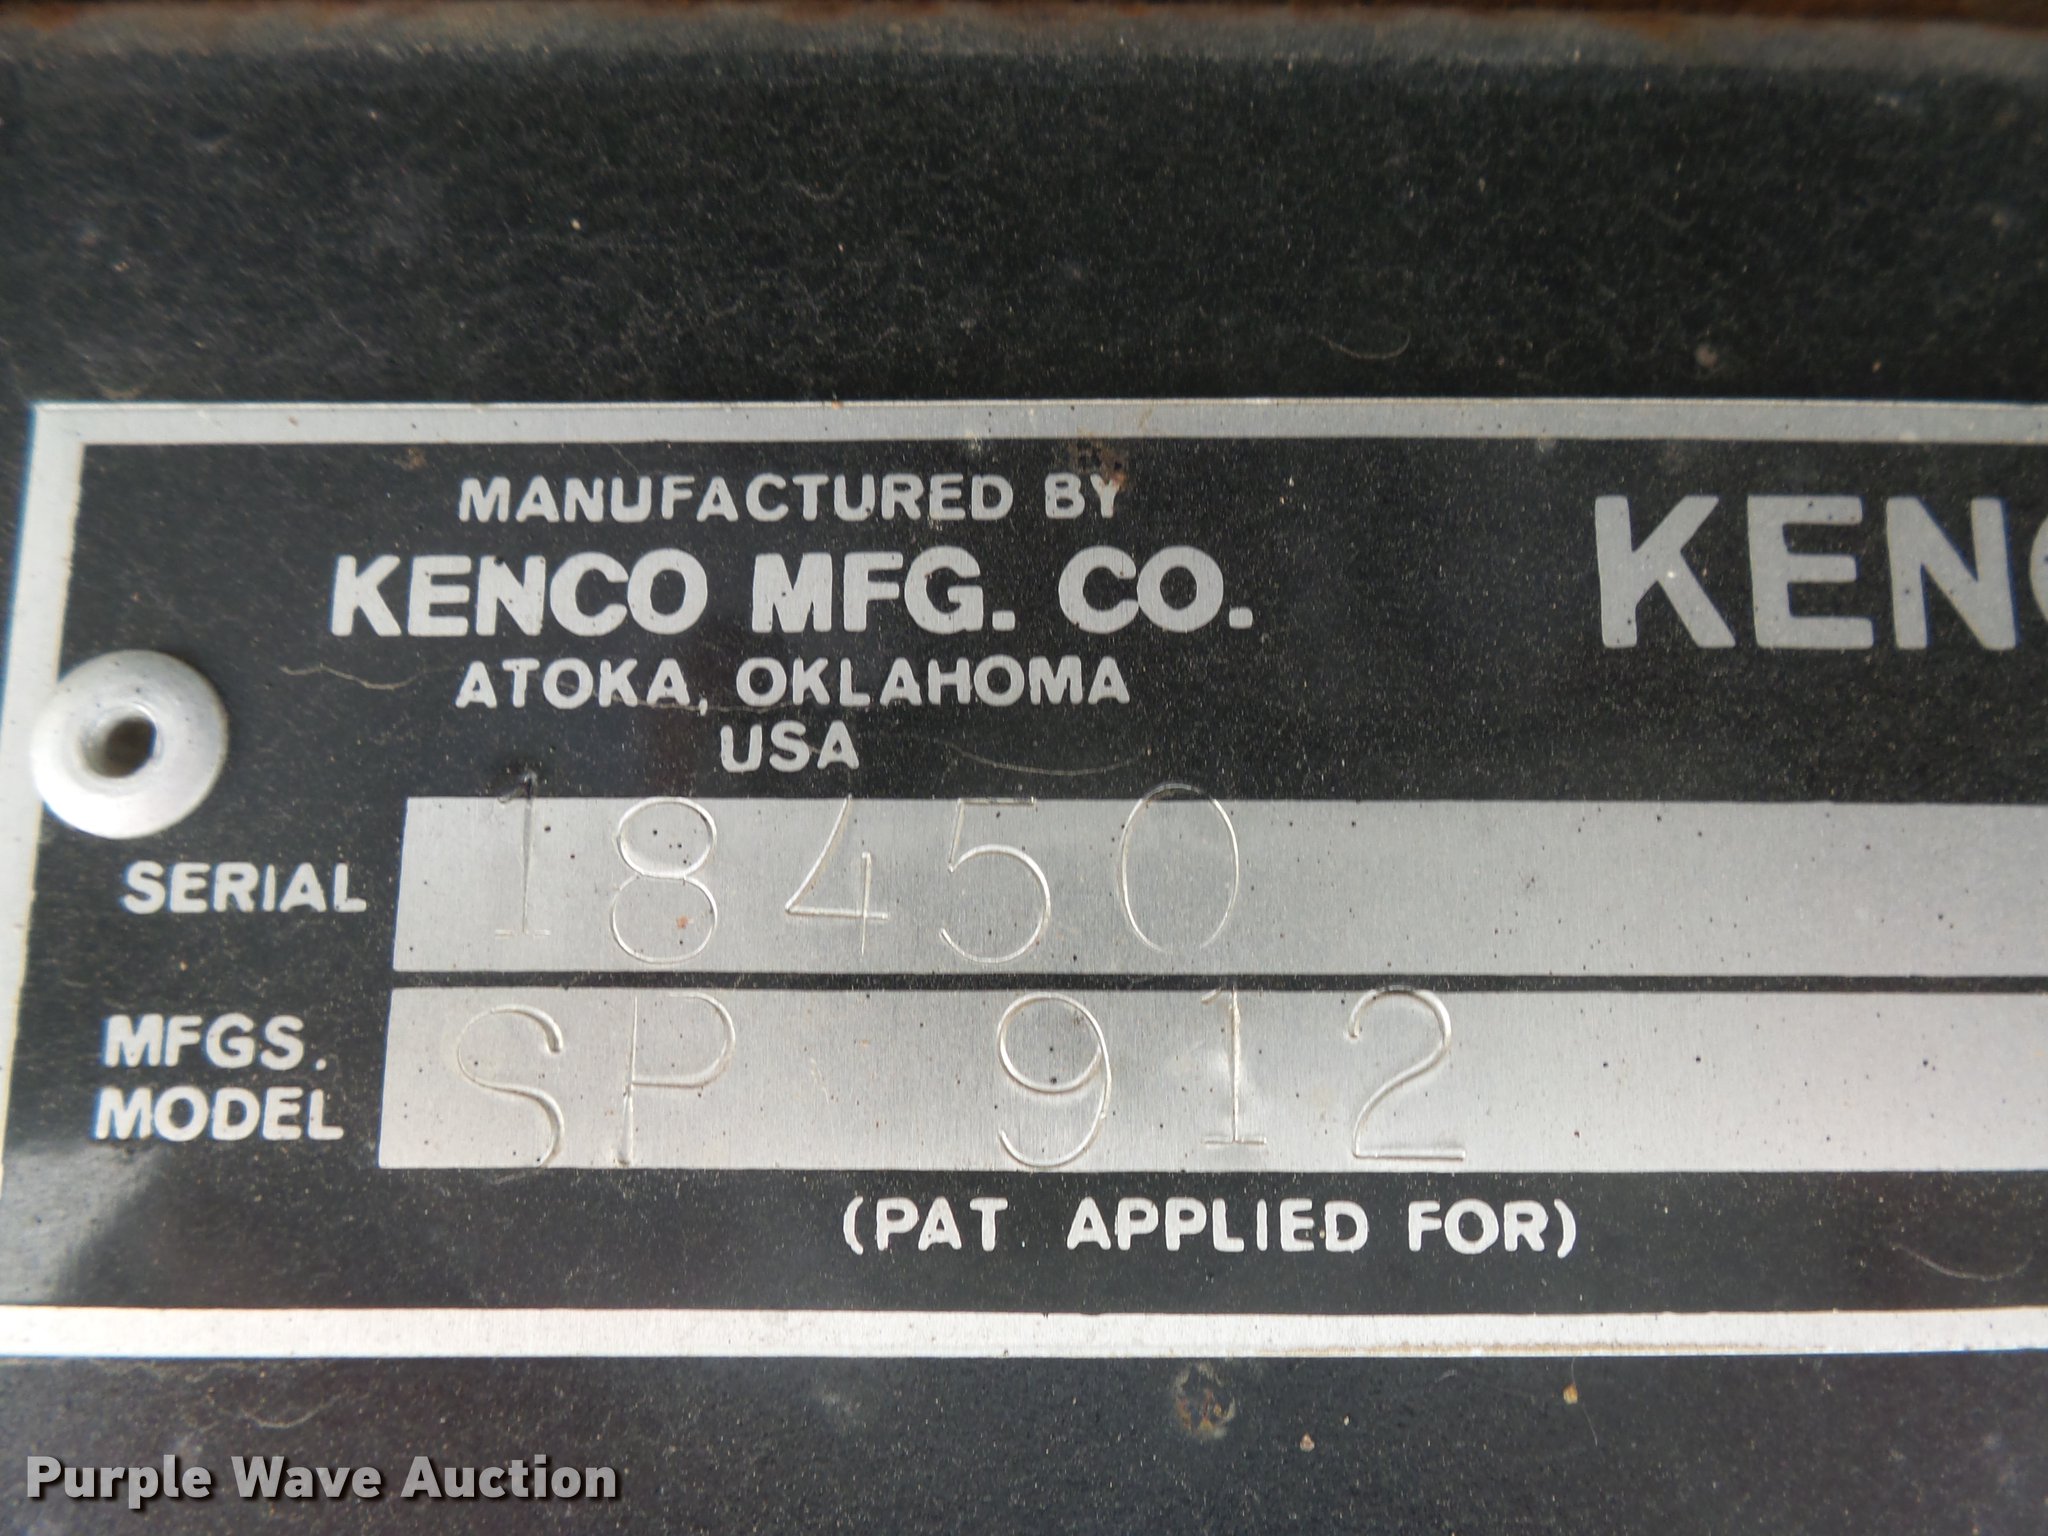 MANUFACTURED BY
KENCO MFG. CO.
ATOKA, OKLAHOMA
USA
KEN
SERIAL 18450
MFGS.
MODEL SP 912
(PAT APPLIED FOR)
Purple Wave Auction